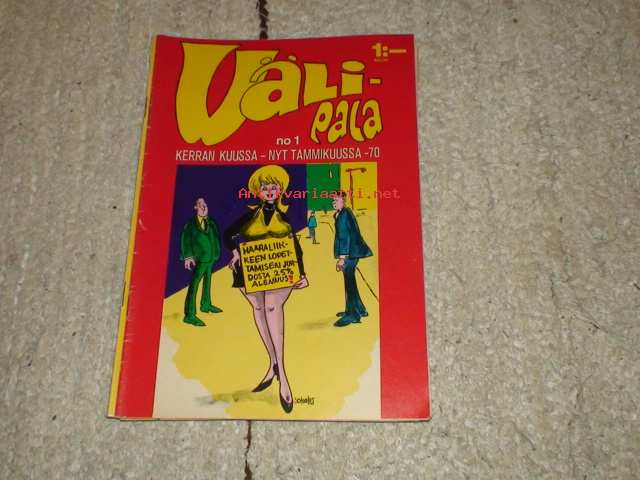 1:—
VÄLI-
PALA
no 1
KERRAN KUUSSA – NYT TAMMIKUUSSA -70
Antikvariaatti.net
HAARALIIK-
KEEN LOPET-
TAMISEN JOH-
DOSTA 25%
ALENNUS!